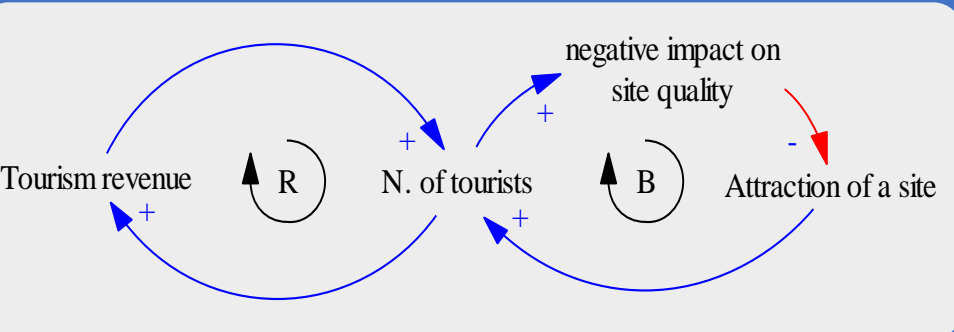 negative impact on
site quality
+
+
-
Tourism revenue
R
N. of tourists
B
Attraction of a site
+
+